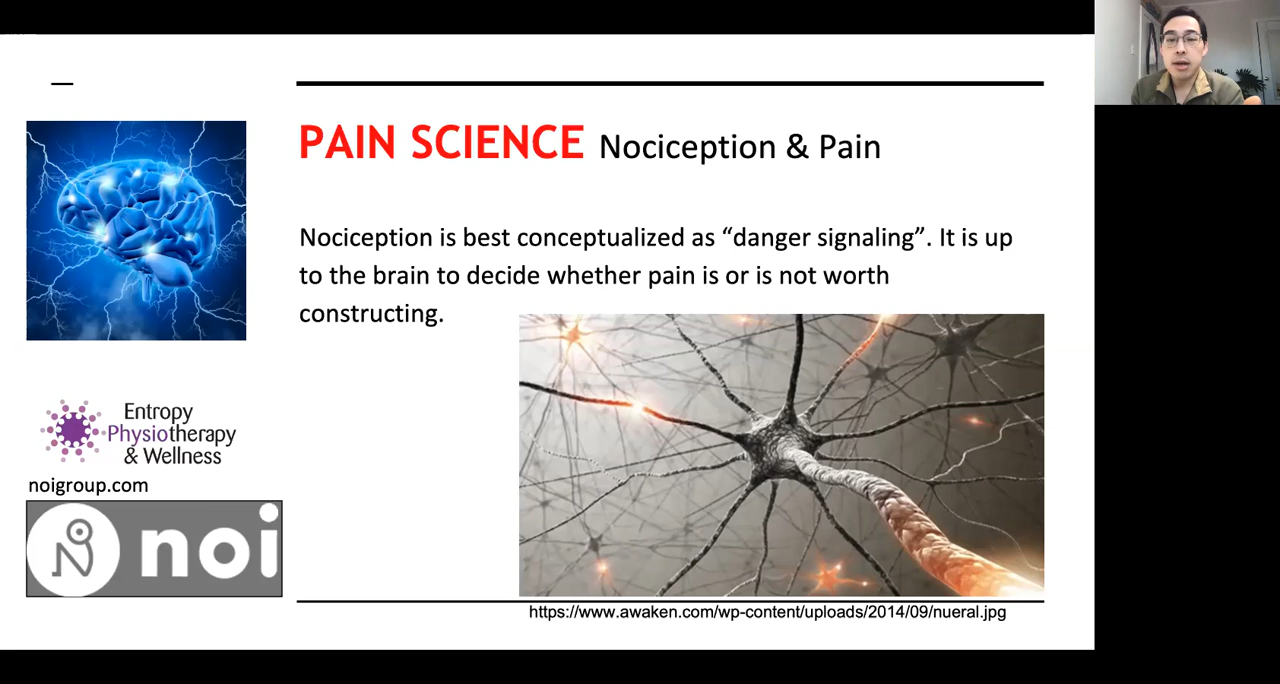 PAIN SCIENCE Nociception & Pain
Nociception is best conceptualized as “danger signaling”. It is up
to the brain to decide whether pain is or is not worth
constructing.
Entropy
Physiotherapy
& Wellness
noigroup.com
noi
https://www.awaken.com/wp-content/uploads/2014/09/nueral.jpg